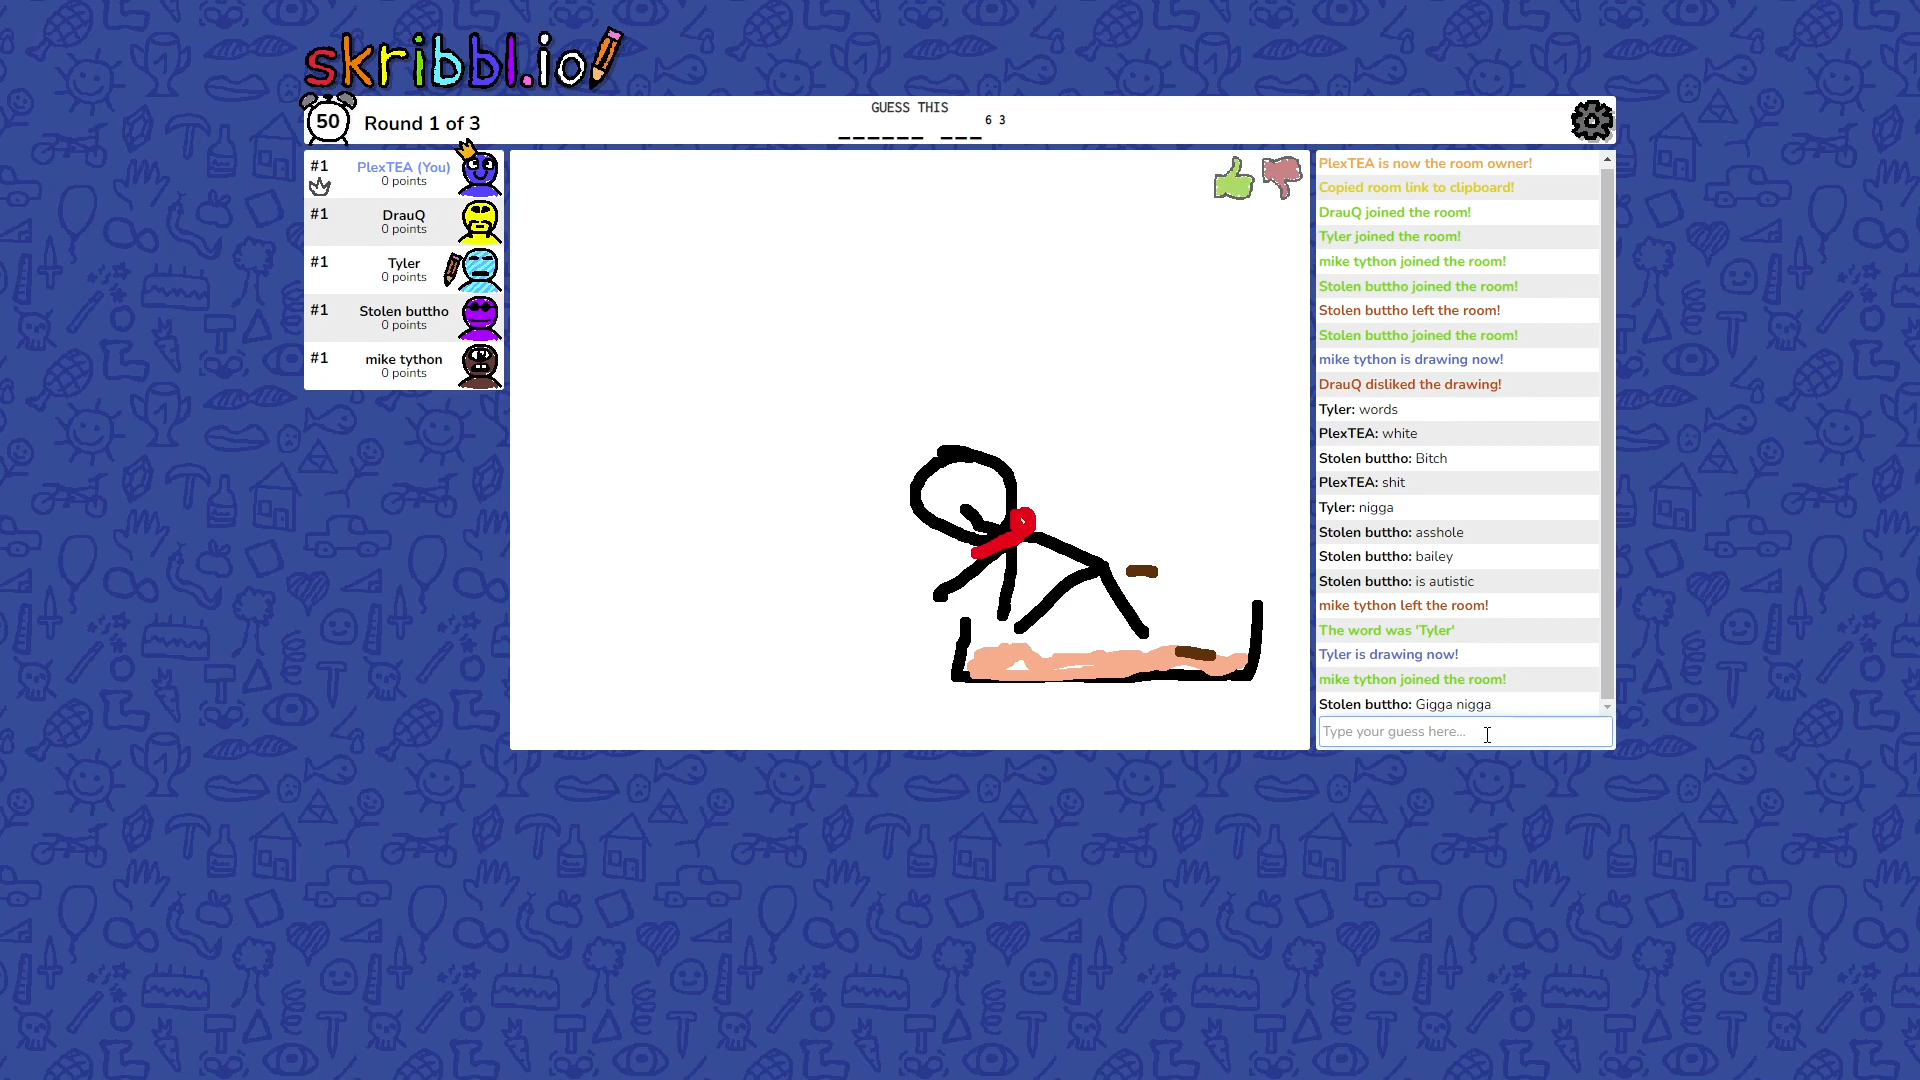 skribbl.io
50
Round 1 of 3
GUESS THIS
______ ___ 6 3
#1
PlexTEA (You)
0 points
#1
DrauQ
0 points
#1
Tyler
0 points
#1
Stolen buttho
0 points
#1
mike tython
0 points
PlexTEA is now the room owner!
Copied room link to clipboard!
DrauQ joined the room!
Tyler joined the room!
mike tython joined the room!
Stolen buttho joined the room!
Stolen buttho left the room!
Stolen buttho joined the room!
mike tython is drawing now!
DrauQ disliked the drawing!
Tyler: words
PlexTEA: white
Stolen buttho: Bitch
PlexTEA: shit
Tyler: nigga
Stolen buttho: asshole
Stolen buttho: bailey
Stolen buttho: is autistic
mike tython left the room!
The word was 'Tyler'
Tyler is drawing now!
mike tython joined the room!
Stolen buttho: Gigga nigga
Type your guess here...